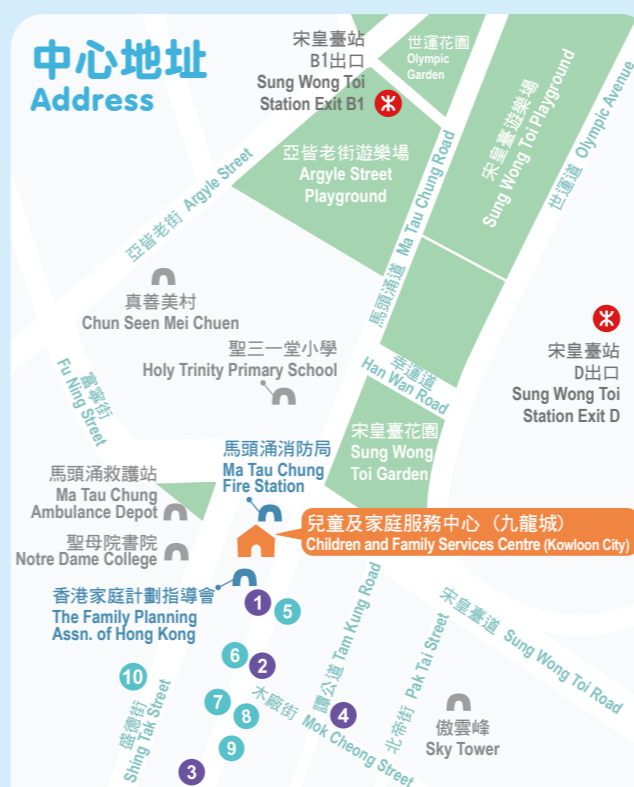 中心地址
Address
宋皇臺站
B1出口
Sung Wong Toi
Station Exit B1
世運花園
Olympic
Garden
宋皇臺遊樂場
Sung Wong Toi Playground
世運道 Olympic Avenue
亞皆老街遊樂場
Argyle Street
Playground
亞皆老街 Argyle Street
馬頭涌道 Ma Tau Chung Road
真善美村
Chun Seen Mei Chuen
聖三一堂小學
Holy Trinity Primary School
幸運道
Han Wan Road
宋皇臺站
D出口
Sung Wong Toi
Station Exit D
富寧街
Fu Ning Street
馬頭涌消防局
Ma Tau Chung
Fire Station
宋皇臺花園
Sung Wong
Toi Garden
馬頭涌救護站
Ma Tau Chung
Ambulance Depot
兒童及家庭服務中心（九龍城）
Children and Family Services Centre (Kowloon City)
聖母院書院
Notre Dame College
香港家庭計劃指導會
The Family Planning
Assn. of Hong Kong
1
5
宋皇臺道 Sung Wong Toi Road
譚公道 Tam Kung Road
北帝街 Pak Tai Street
6
2
10
木廠街 Mok Cheong Street
7
8
4
傲雲峰
Sky Tower
盛德街
Shing Tak Street
9
3